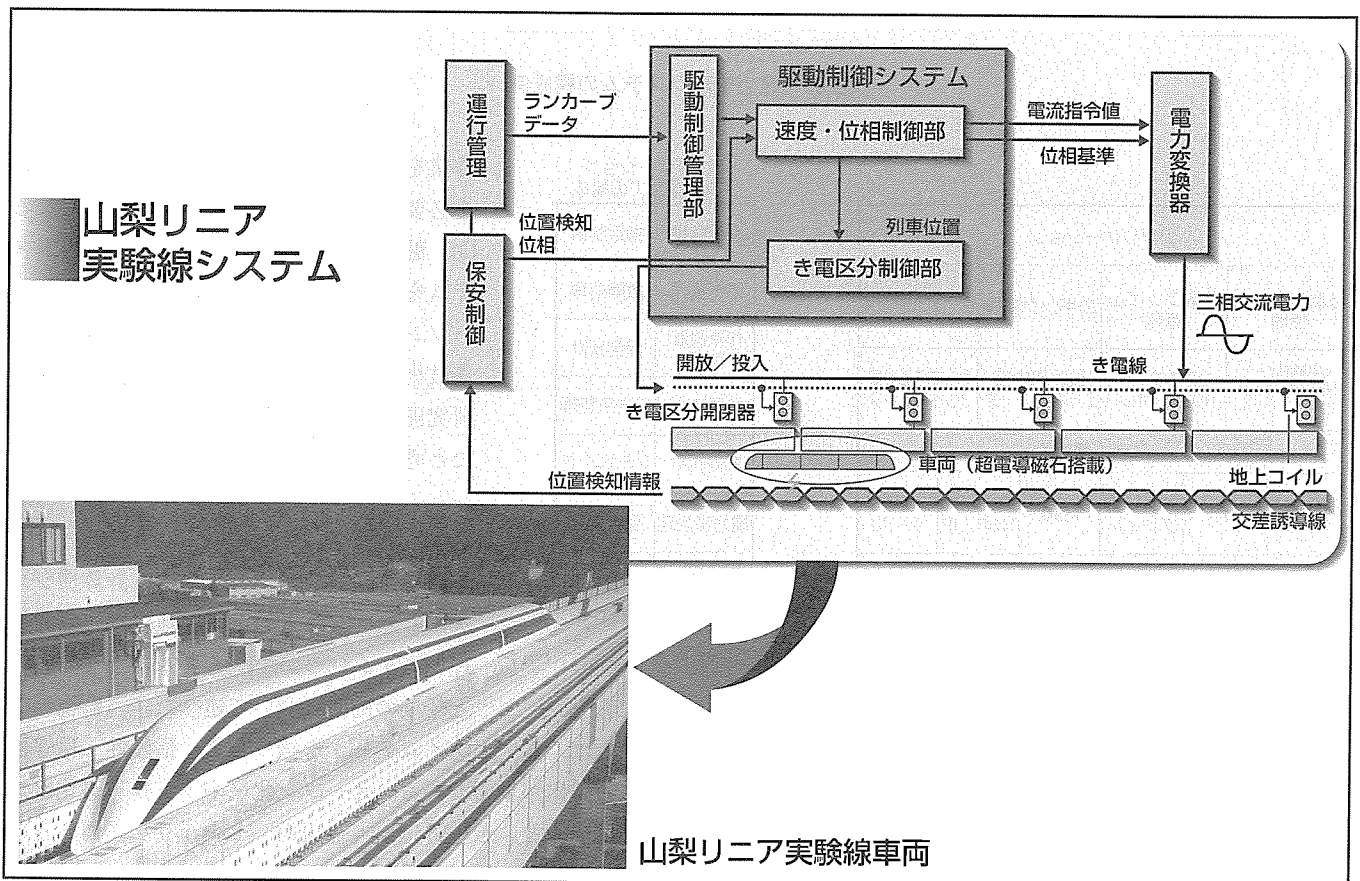 山梨リニア
実験線システム
運行管理
ランカーブ
データ
駆動制御管理部
駆動制御システム
速度・位相制御部
電流指令値
位相基準
電力変換器
位置検知
位相
保安制御
列車位置
き電区分制御部
三相交流電力
開放／投入
き電線
き電区分開閉器
車両（超電導磁石搭載）
地上コイル
位置検知情報
交差誘導線
山梨リニア実験線車両